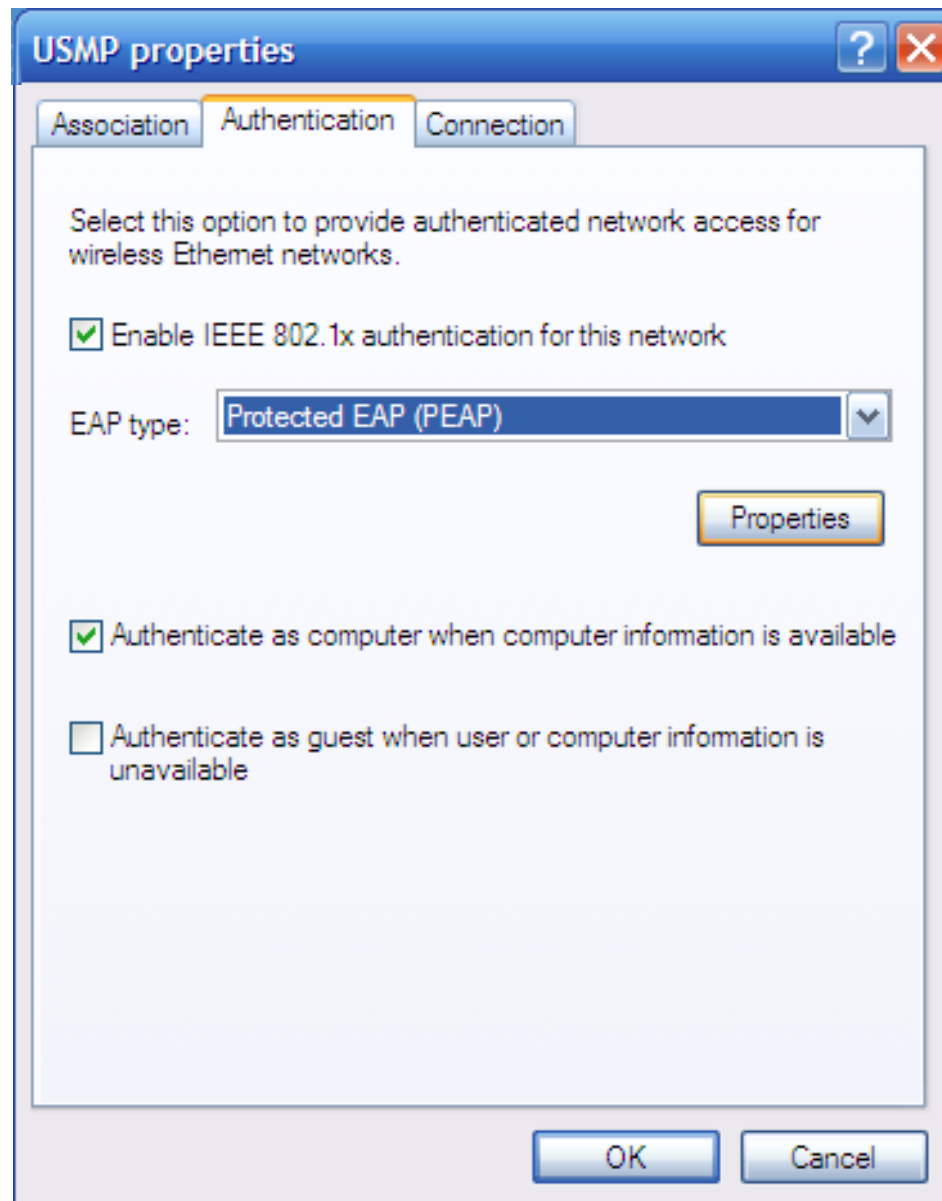 USMP properties
Association
Authentication
Connection
Select this option to provide authenticated network access for
wireless Ethernet networks.
Enable IEEE 802.1x authentication for this network
EAP type:
Protected EAP (PEAP)
Properties
Authenticate as computer when computer information is available
Authenticate as guest when user or computer information is
unavailable
OK
Cancel